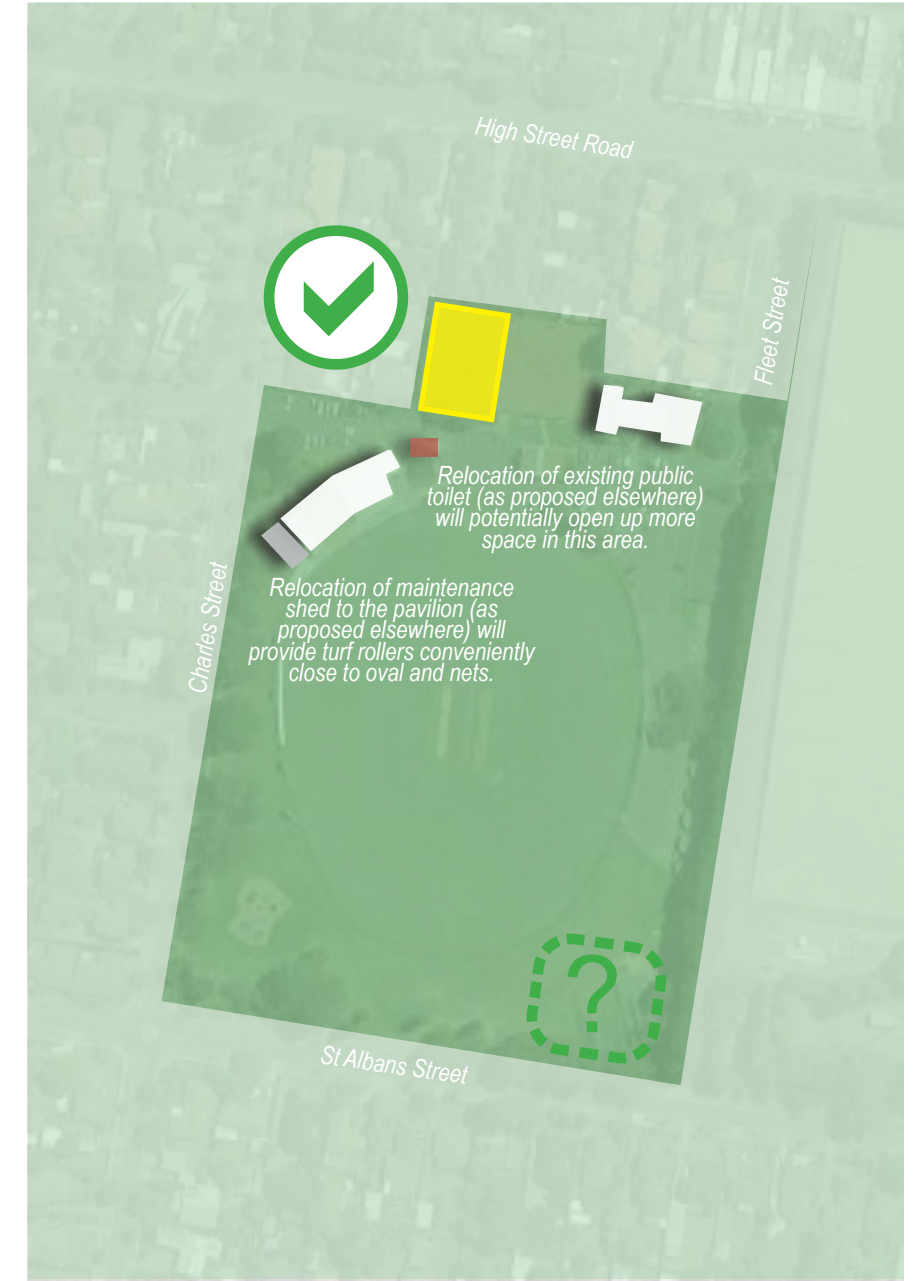 High Street Road
Fleet Street
Relocation of existing public
toilet (as proposed elsewhere)
will potentially open up more
space in this area.
Charles Street
Relocation of maintenance
shed to the pavilion (as
proposed elsewhere) will
provide turf rollers conveniently
close to oval and nets.
?
St Albans Street